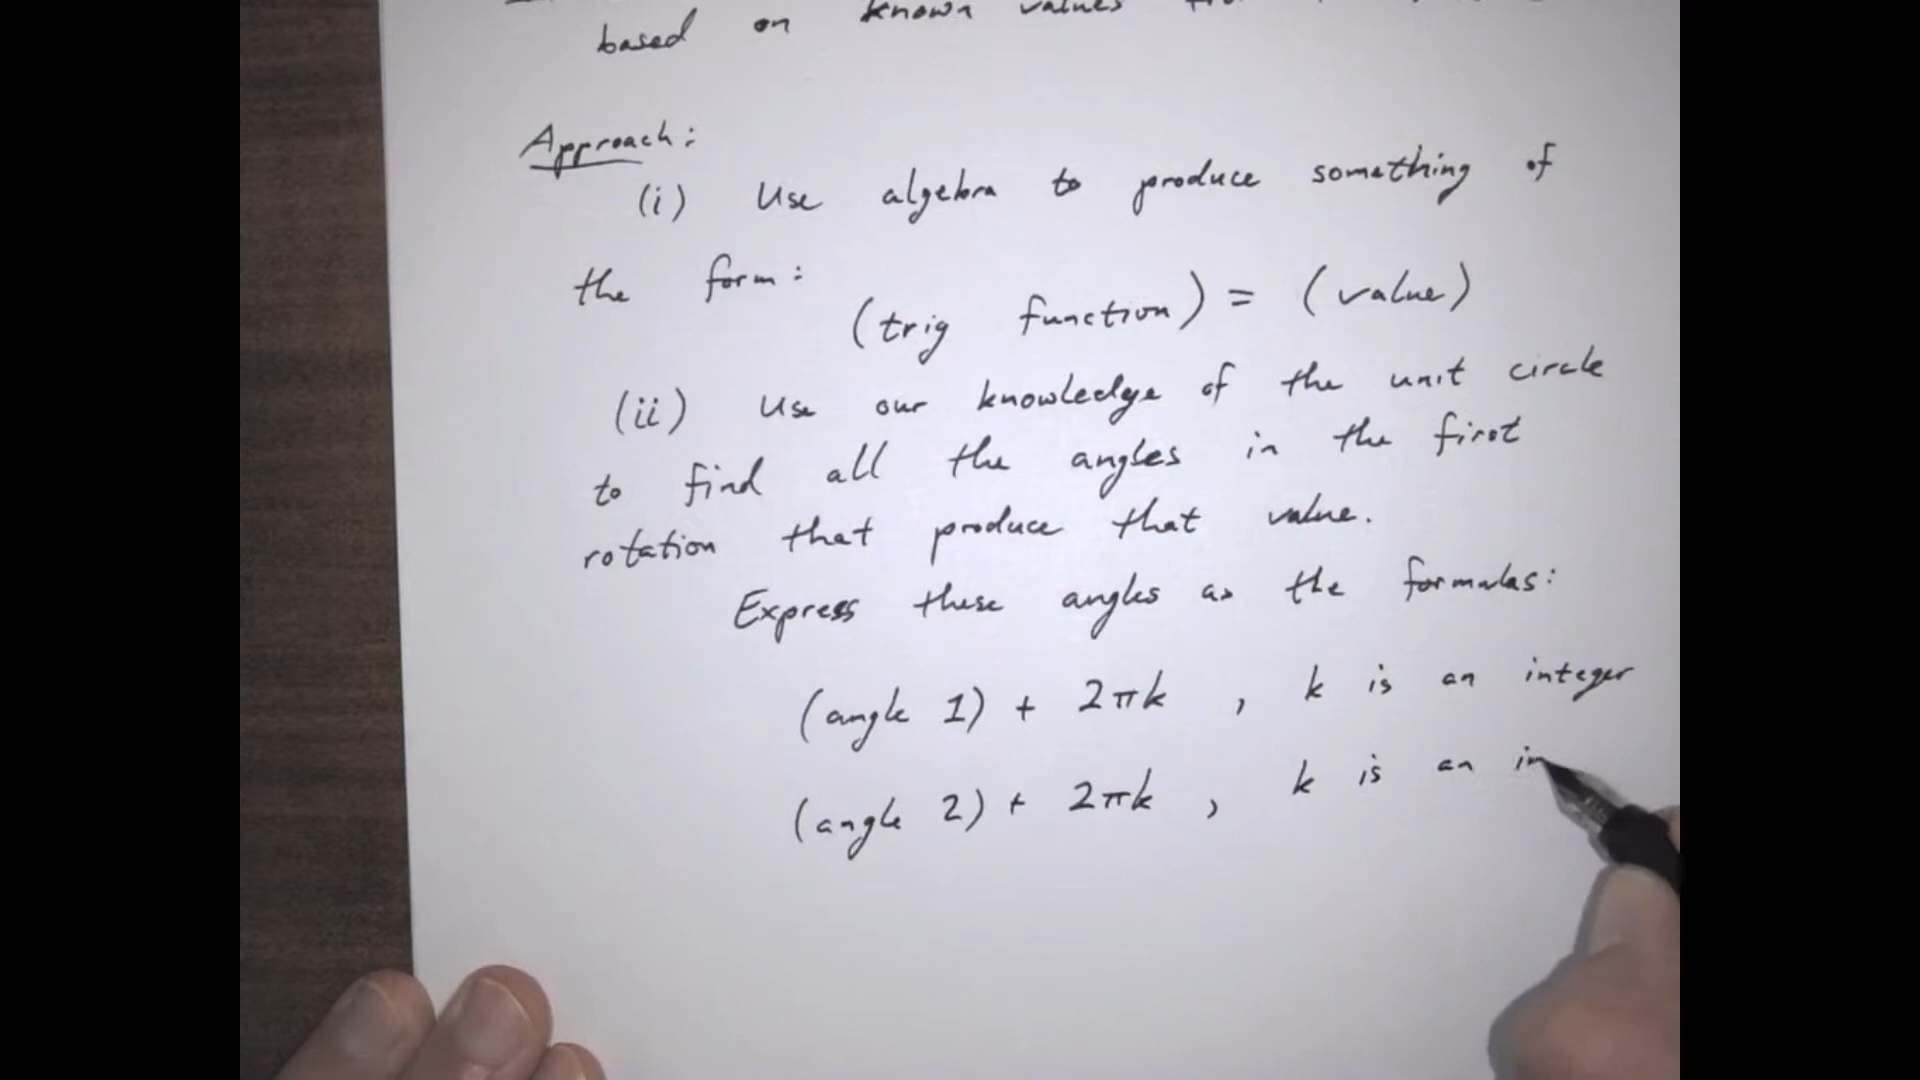 based on known values
Approach:
(i) Use algebra to produce something of
the form:
(trig function) = (value)
(ii) Use our knowledge of the unit circle
to find all the angles in the first
rotation that produce that value.
Express these angles as the formulas:
(angle 1) + 2πk , k is an integer
(angle 2) + 2πk , k is an in